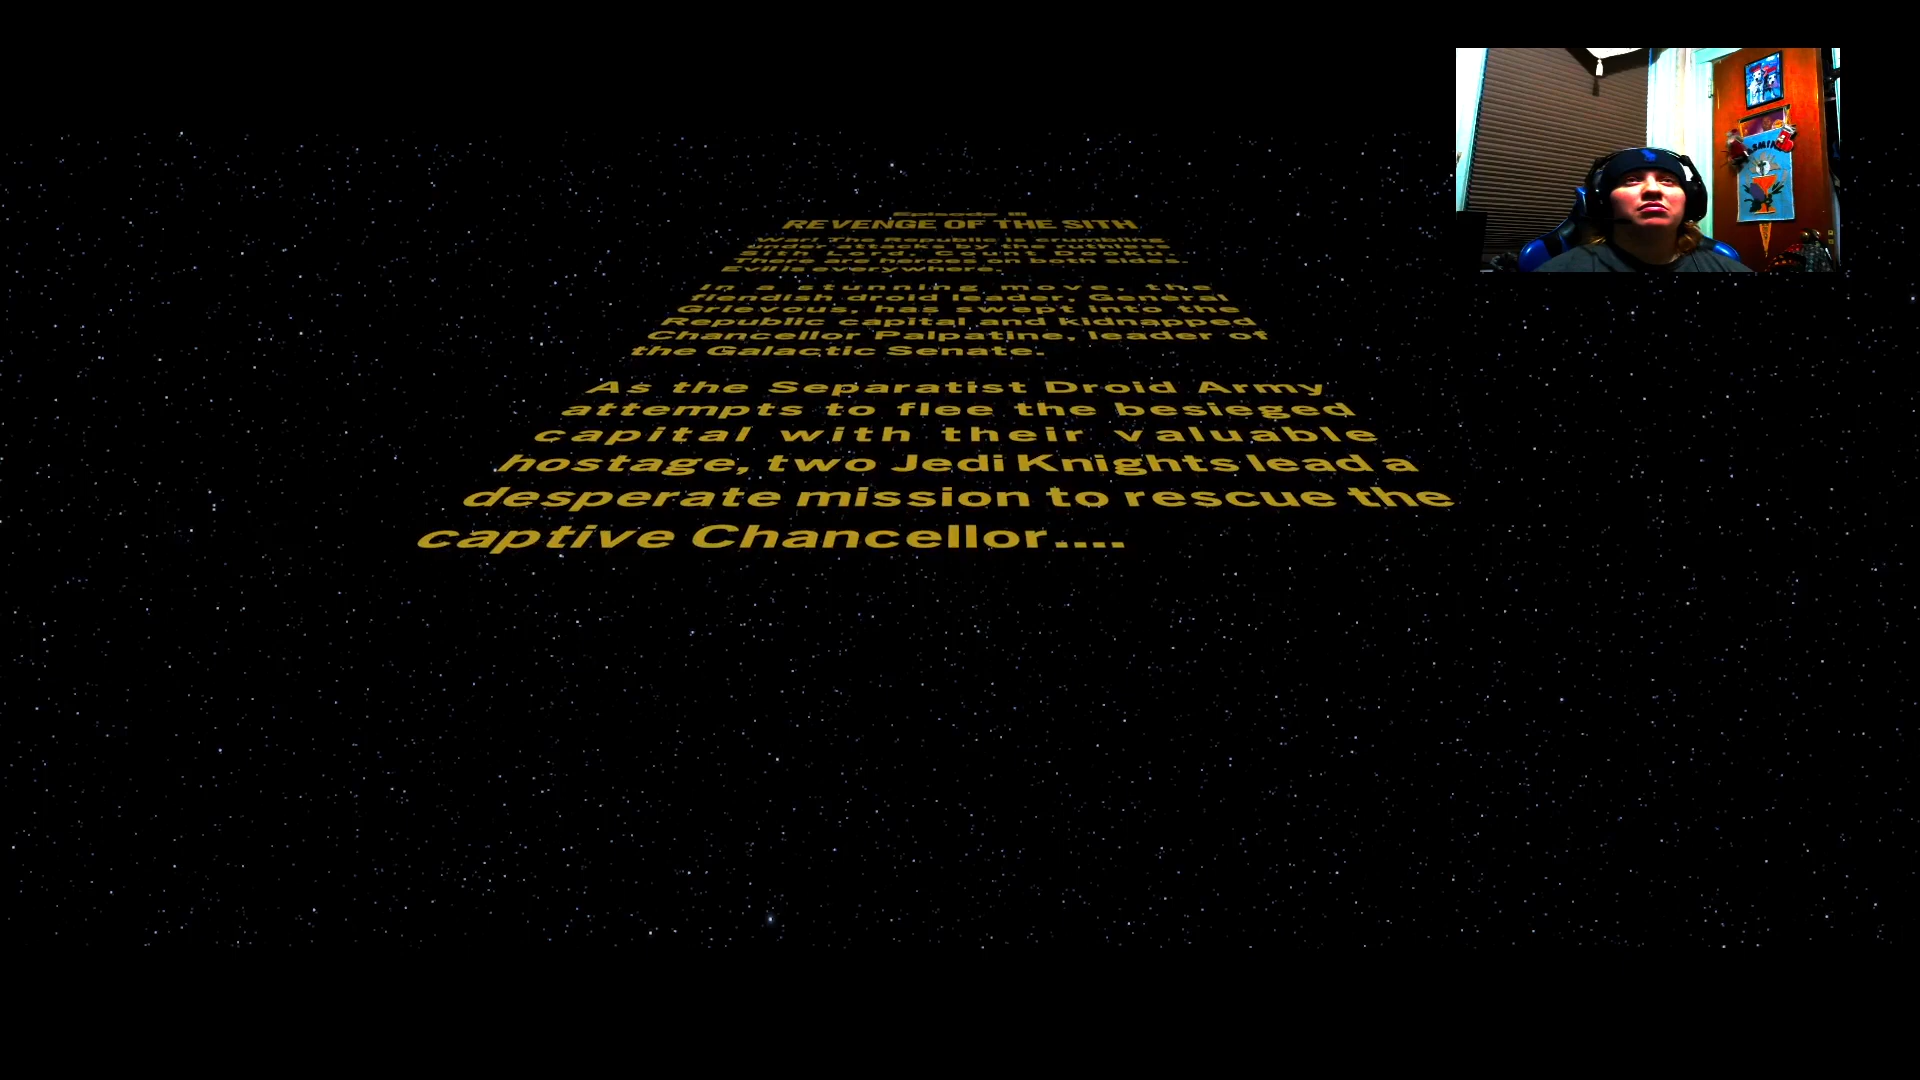 Episode III
REVENGE OF THE SITH
War! The Republic is crumbling
under attacks by the ruthless
Sith Lord, Count Dooku.
There are heroes on both sides.
Evil is everywhere.
In a stunning move, the
fiendish droid leader, General
Grievous, has swept into the
Republic capital and kidnapped
Chancellor Palpatine, leader of
the Galactic Senate.
As the Separatist Droid Army
attempts to flee the besieged
capital with their valuable
hostage, two Jedi Knights lead a
desperate mission to rescue the
captive Chancellor....